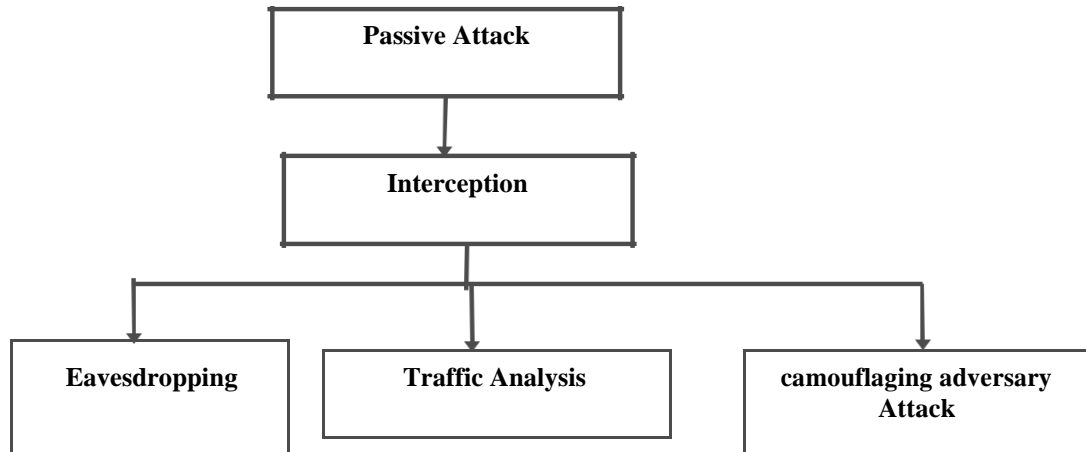 Passive Attack
Interception
Eavesdropping
Traffic Analysis
camouflaging adversary
Attack